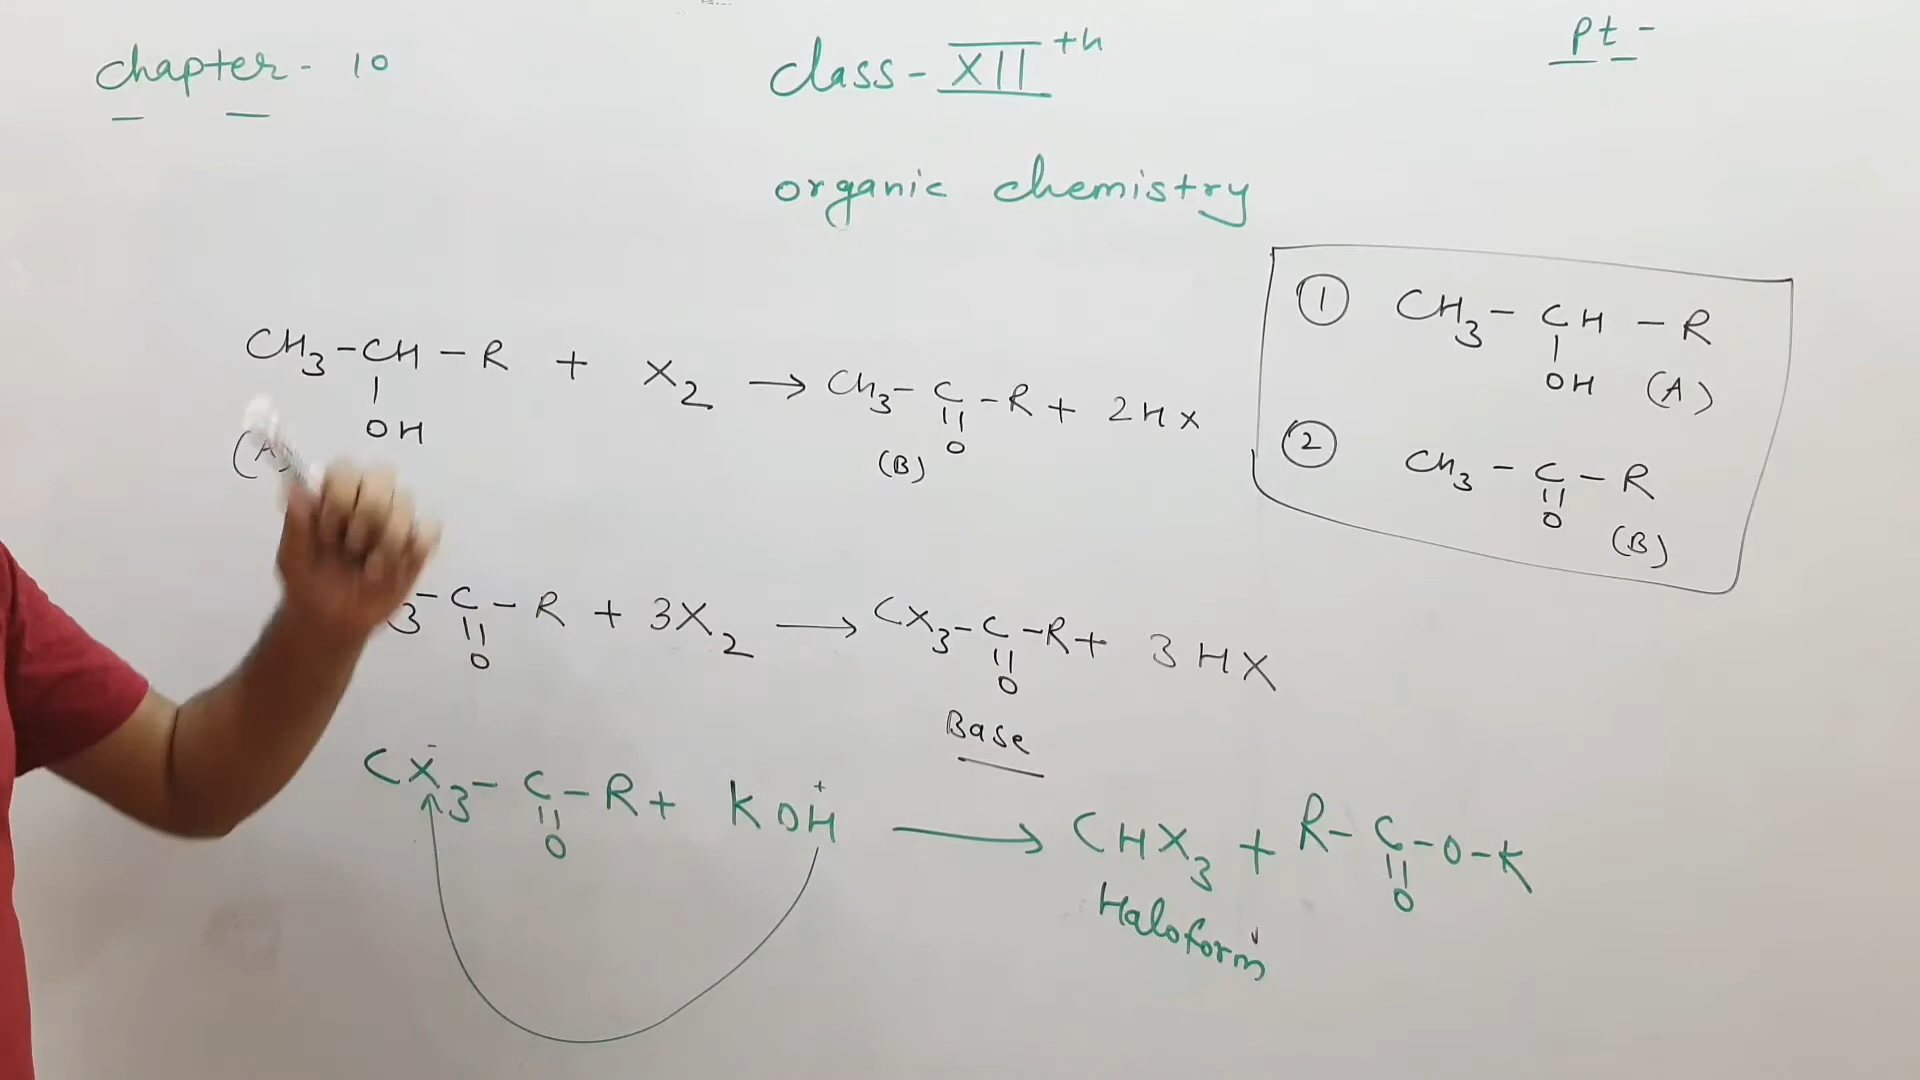 chapter - 10
class - XII th
pt -
organic chemistry
CH3 - CH - R + X2 → CH3 - C - R + 2HX
|
OH
(A)
||
O
(B)
① CH3 - CH - R
|
OH (A)
② CH3 - C - R
||
O (B)
3 - C - R + 3X2 → CX3 - C - R + 3HX
|| ||
O O
Base
CX3⁻ - C - R + KOH⁺ → CHX3 + R - C - O - K
|| ||
O O
Haloform